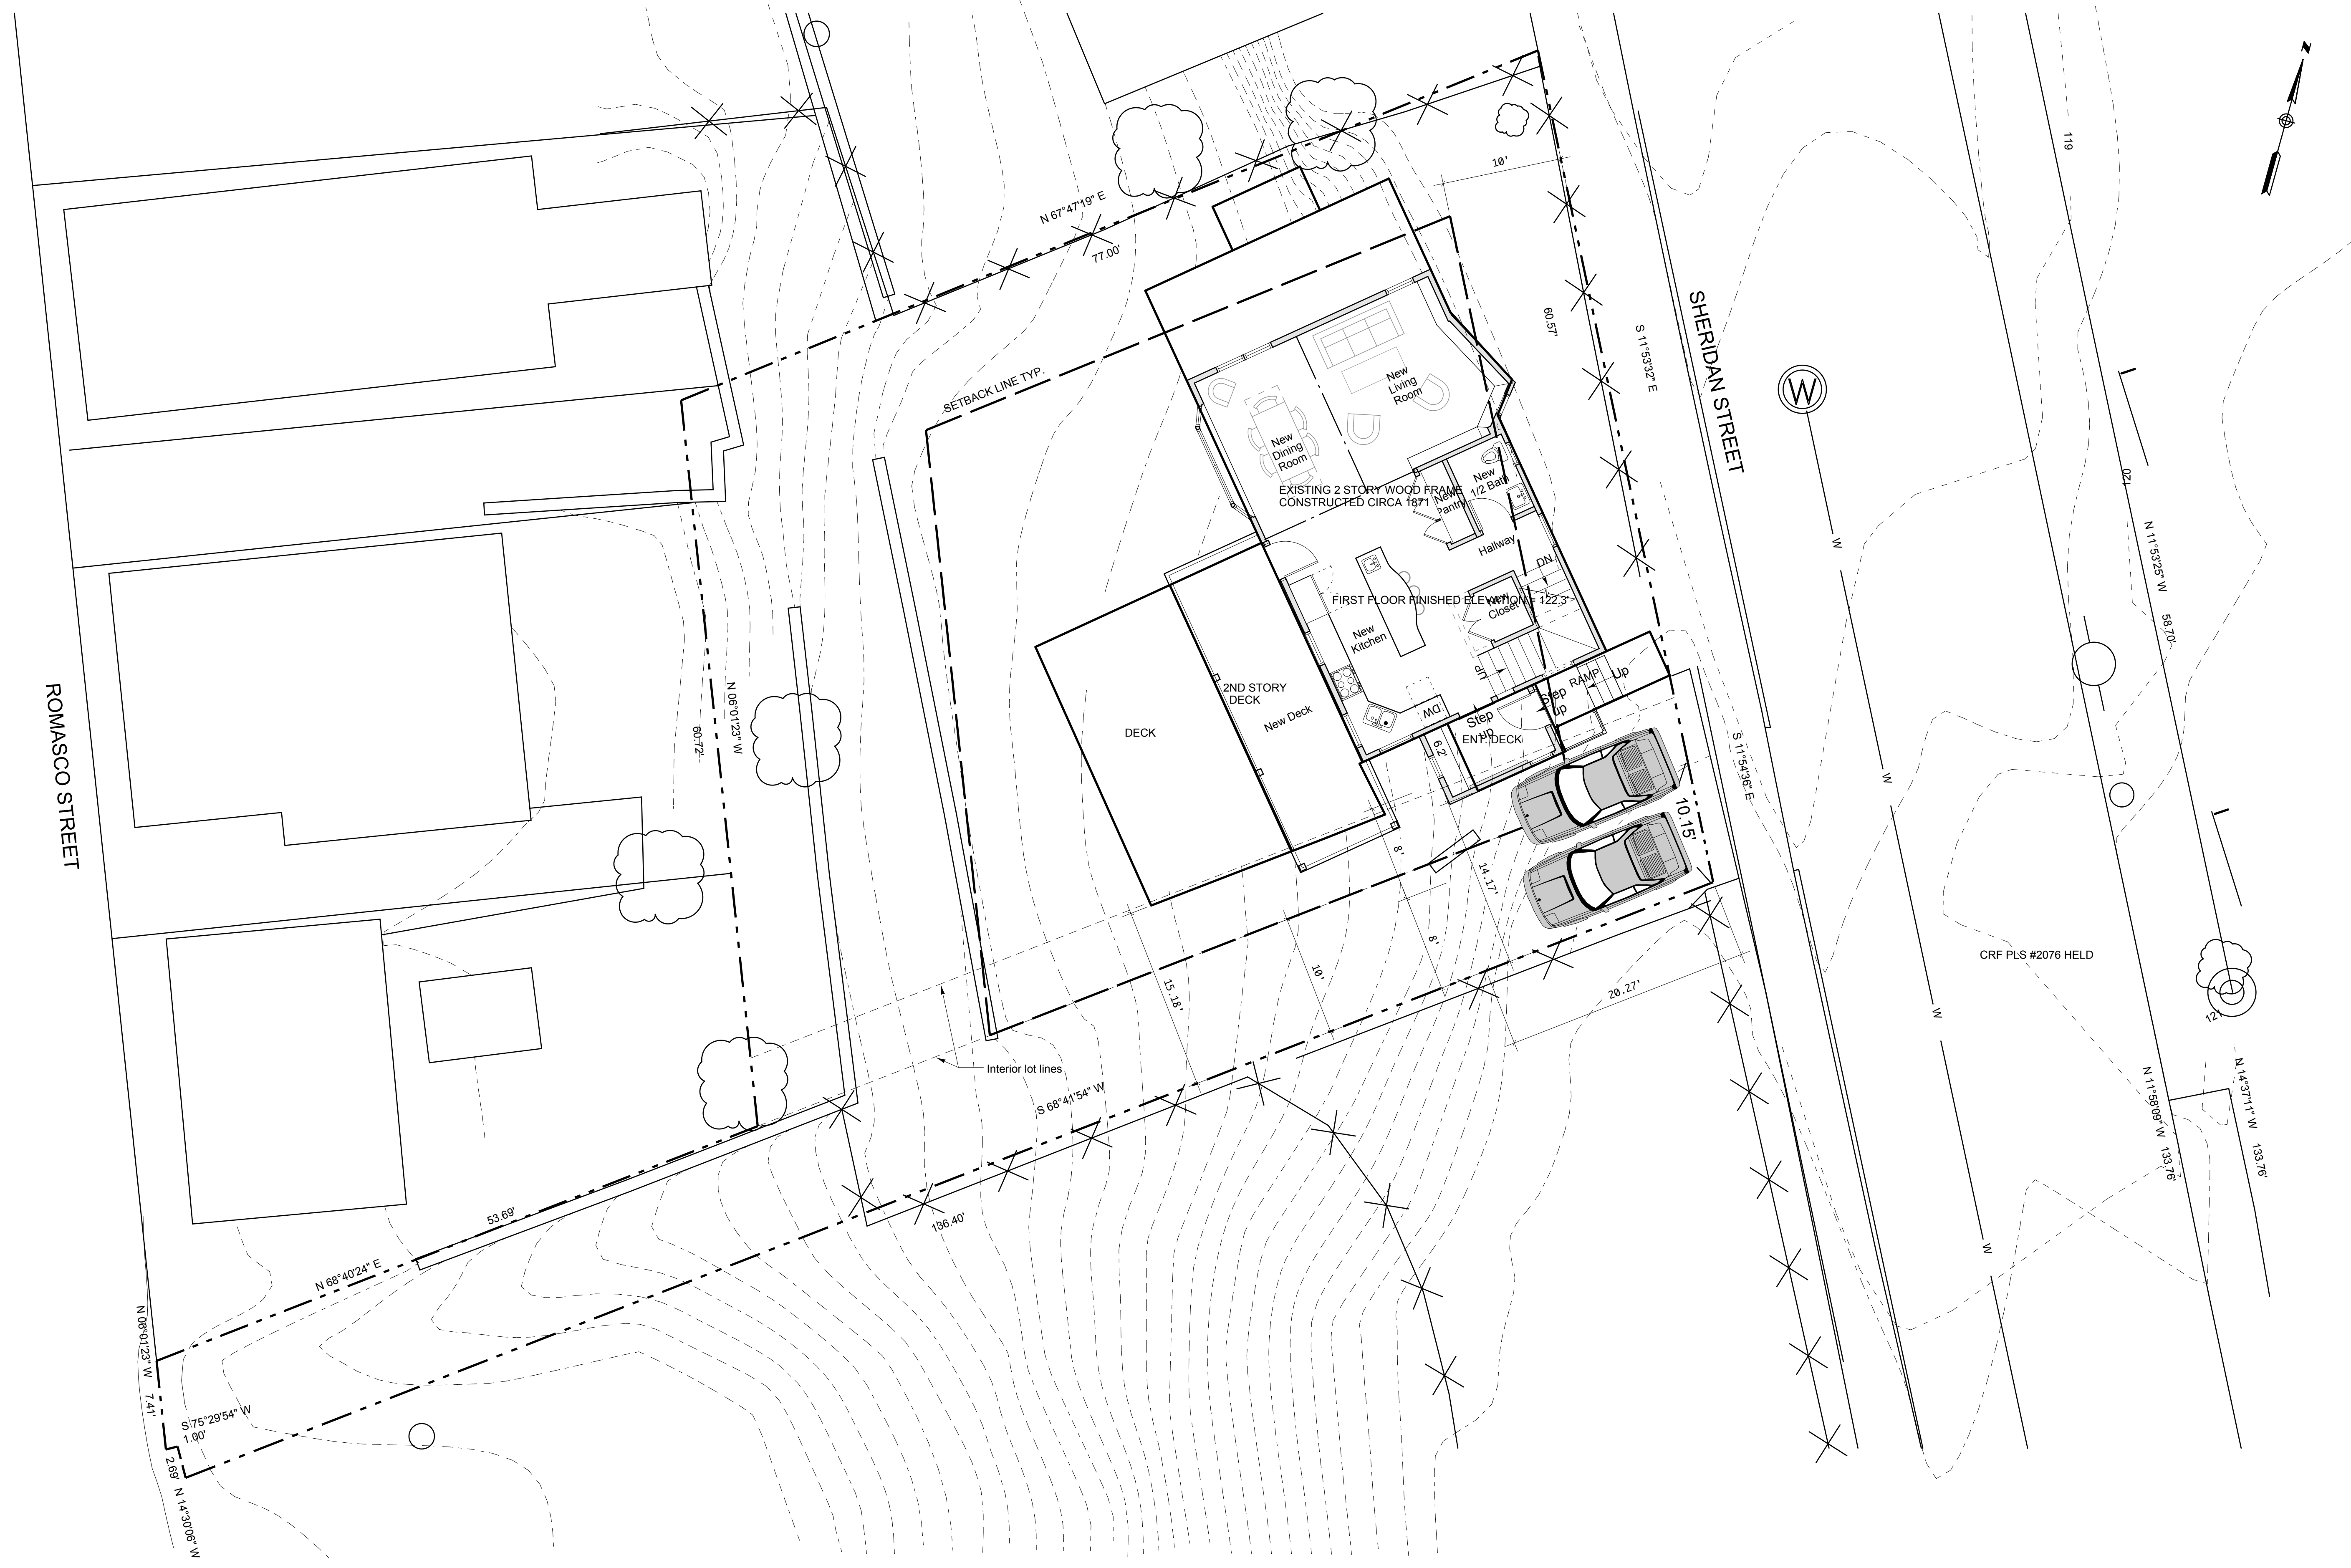 N
119
10'
N 67°47'19" E
77.00'
SHERIDAN STREET
60.57'
S 11°53'32" E
SETBACK LINE TYP.
New
Living
Room
W
New
Dining
Room
120
New
1/2 Bath
EXISTING 2 STORY WOOD FRAME
CONSTRUCTED CIRCA 1871
New
Pantry
Hallway
DN
W
N 11°53'25" W
58.70'
FIRST FLOOR FINISHED ELEVATION = 122.3'
New
Closet
New
Kitchen
UP
RAMP
Up
Step
up
Step
up
DW
ENT. DECK
6.2'
2ND STORY
DECK
New Deck
DECK
ROMASCO STREET
N 06°01'23" W
60.72'
S 11°54'36" E
10.15'
W
8'
14.17'
8'
10'
15.18'
20.27'
CRF PLS #2076 HELD
121
W
Interior lot lines
S 68°41'54" W
136.40'
N 11°58'09" W 133.76'
N 14°37'11" W 133.76'
53.69'
N 68°40'24" E
W
N 06°01'23" W
7.41'
S 75°29'54" W
1.00'
2.69'
N 14°30'06" W